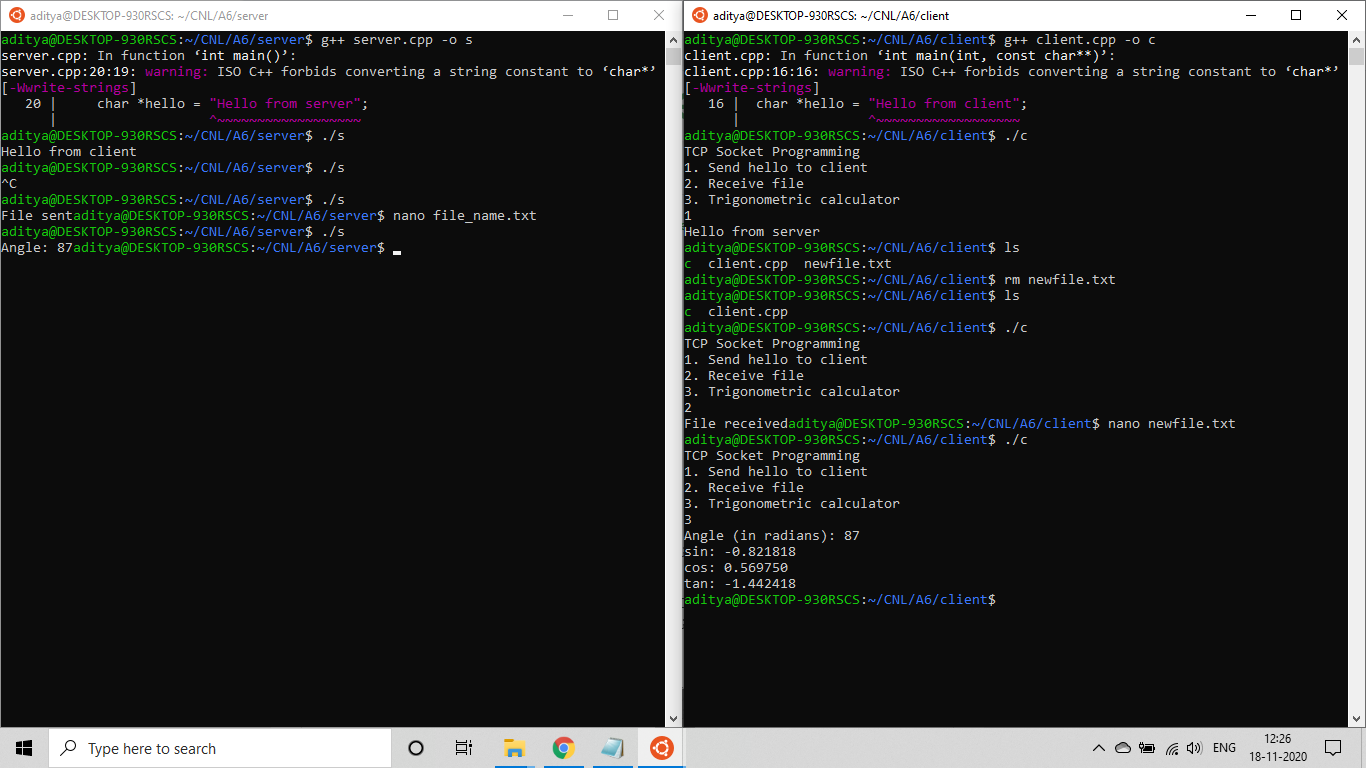 aditya@DESKTOP-930RSCS: ~/CNL/A6/server
aditya@DESKTOP-930RSCS:~/CNL/A6/server$ g++ server.cpp -o s
server.cpp: In function ‘int main()’:
server.cpp:20:19: warning: ISO C++ forbids converting a string constant to ‘char*’
[-Wwrite-strings]
   20 |     char *hello = "Hello from server";
      |                   ^~~~~~~~~~~~~~~~~~~
aditya@DESKTOP-930RSCS:~/CNL/A6/server$ ./s
Hello from client
aditya@DESKTOP-930RSCS:~/CNL/A6/server$ ./s
^C
aditya@DESKTOP-930RSCS:~/CNL/A6/server$ ./s
File sentaditya@DESKTOP-930RSCS:~/CNL/A6/server$ nano file_name.txt
aditya@DESKTOP-930RSCS:~/CNL/A6/server$ ./s
Angle: 87aditya@DESKTOP-930RSCS:~/CNL/A6/server$
aditya@DESKTOP-930RSCS: ~/CNL/A6/client
aditya@DESKTOP-930RSCS:~/CNL/A6/client$ g++ client.cpp -o c
client.cpp: In function ‘int main(int, const char**)’:
client.cpp:16:16: warning: ISO C++ forbids converting a string constant to ‘char*’
[-Wwrite-strings]
   16 |  char *hello = "Hello from client";
      |                ^~~~~~~~~~~~~~~~~~~
aditya@DESKTOP-930RSCS:~/CNL/A6/client$ ./c
TCP Socket Programming
1. Send hello to client
2. Receive file
3. Trigonometric calculator
1
Hello from server
aditya@DESKTOP-930RSCS:~/CNL/A6/client$ ls
c  client.cpp  newfile.txt
aditya@DESKTOP-930RSCS:~/CNL/A6/client$ rm newfile.txt
aditya@DESKTOP-930RSCS:~/CNL/A6/client$ ls
c  client.cpp
aditya@DESKTOP-930RSCS:~/CNL/A6/client$ ./c
TCP Socket Programming
1. Send hello to client
2. Receive file
3. Trigonometric calculator
2
File receivedaditya@DESKTOP-930RSCS:~/CNL/A6/client$ nano newfile.txt
aditya@DESKTOP-930RSCS:~/CNL/A6/client$ ./c
TCP Socket Programming
1. Send hello to client
2. Receive file
3. Trigonometric calculator
3
Angle (in radians): 87
sin: -0.821818
cos: 0.569750
tan: -1.442418
aditya@DESKTOP-930RSCS:~/CNL/A6/client$
Type here to search
ENG
12:26
18-11-2020